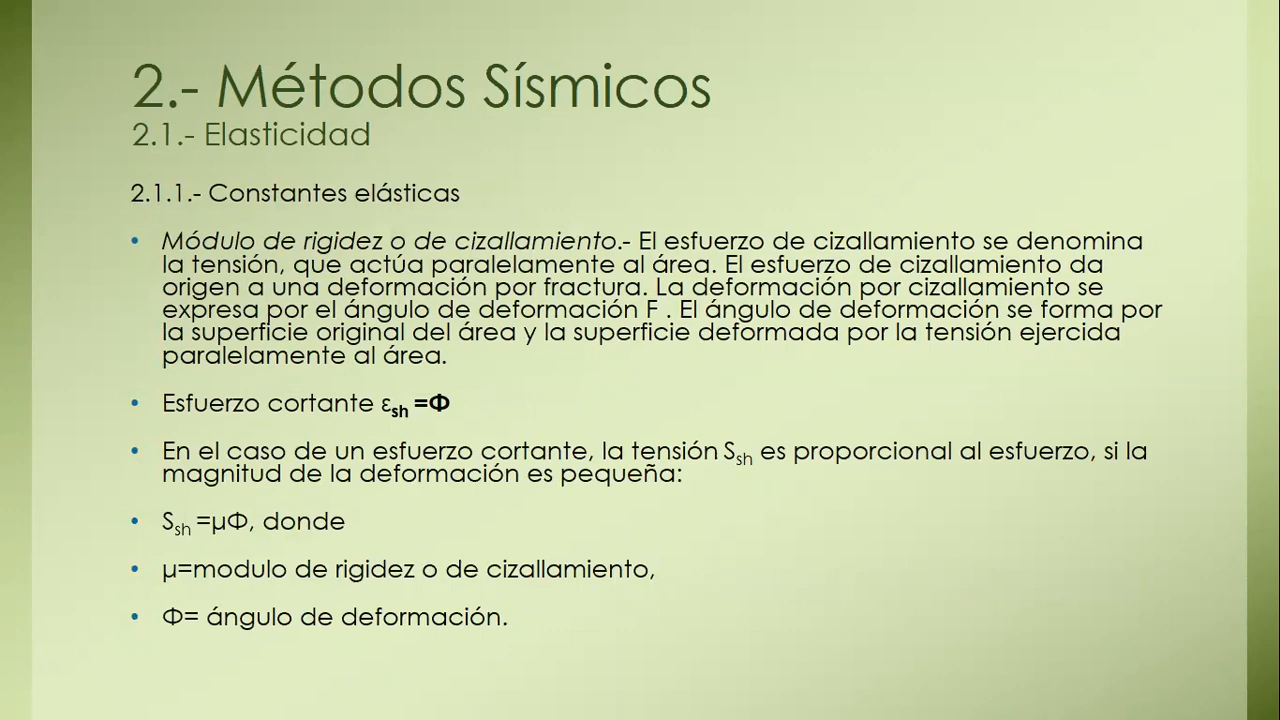 2.- Métodos Sísmicos
2.1.- Elasticidad
2.1.1.- Constantes elásticas
• Módulo de rigidez o de cizallamiento.- El esfuerzo de cizallamiento se denomina
la tensión, que actúa paralelamente al área. El esfuerzo de cizallamiento da
origen a una deformación por fractura. La deformación por cizallamiento se
expresa por el ángulo de deformación F . El ángulo de deformación se forma por
la superficie original del área y la superficie deformada por la tensión ejercida
paralelamente al área.
• Esfuerzo cortante εsh =Φ
• En el caso de un esfuerzo cortante, la tensión Ssh es proporcional al esfuerzo, si la
magnitud de la deformación es pequeña:
• Ssh =μΦ, donde
• μ=modulo de rigidez o de cizallamiento,
• Φ= ángulo de deformación.